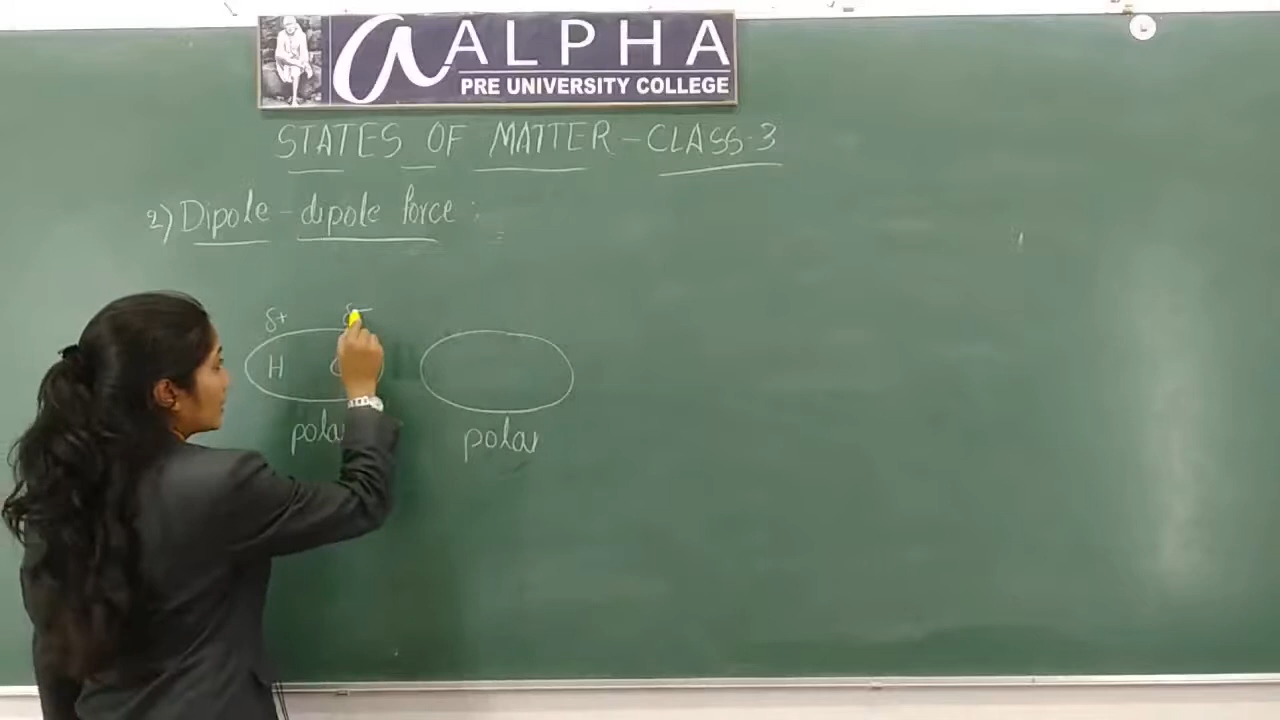 ALPHA
PRE UNIVERSITY COLLEGE
STATES OF MATTER - CLASS-3
2) Dipole - dipole force :
δ+ δ-
H
polar
polar